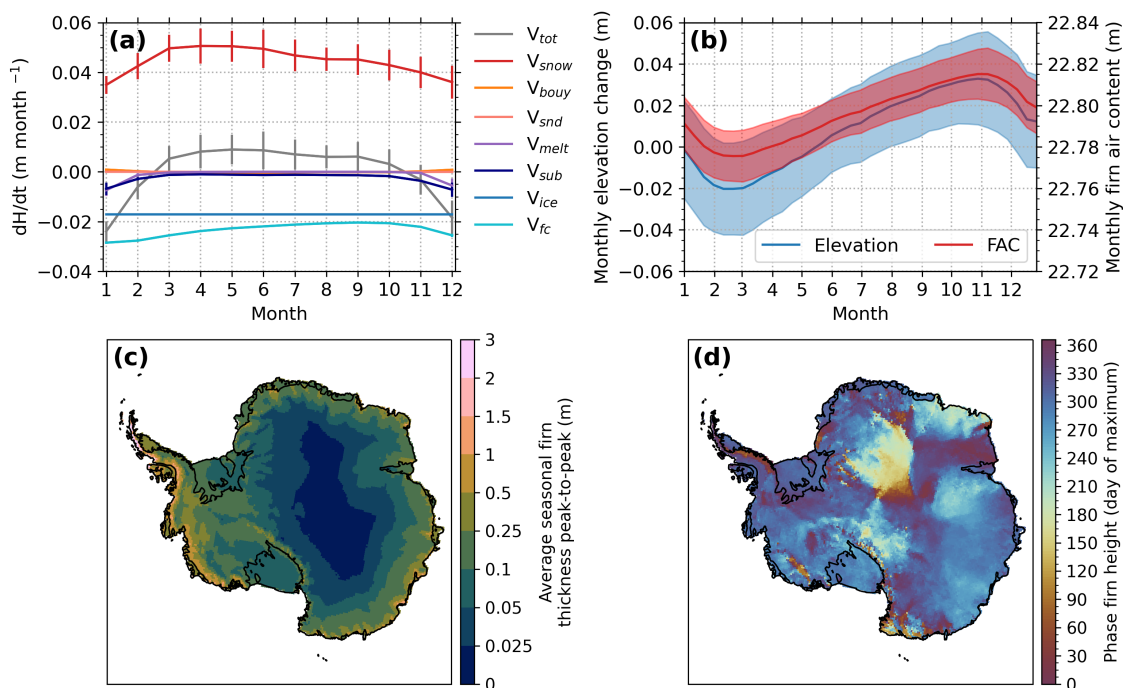 (a)
0.06
0.04
0.02
0.00
−0.02
−0.04
dH/dt (m month ⁻¹)
1 2 3 4 5 6 7 8 9 10 11 12
Month
V_tot
V_snow
V_bouy
V_snd
V_melt
V_sub
V_ice
V_fc
(b)
0.06
0.04
0.02
0.00
−0.02
−0.04
−0.06
Monthly elevation change (m)
1 2 3 4 5 6 7 8 9 10 11 12
Month
Elevation FAC
22.84
22.82
22.80
22.78
22.76
22.74
22.72
Monthly firn air content (m)
(c)
3
2
1.5
1
0.5
0.25
0.1
0.05
0.025
0
Average seasonal firn
thickness peak-to-peak (m)
(d)
360
330
300
270
240
210
180
150
120
90
60
30
0
Phase firn height (day of maximum)